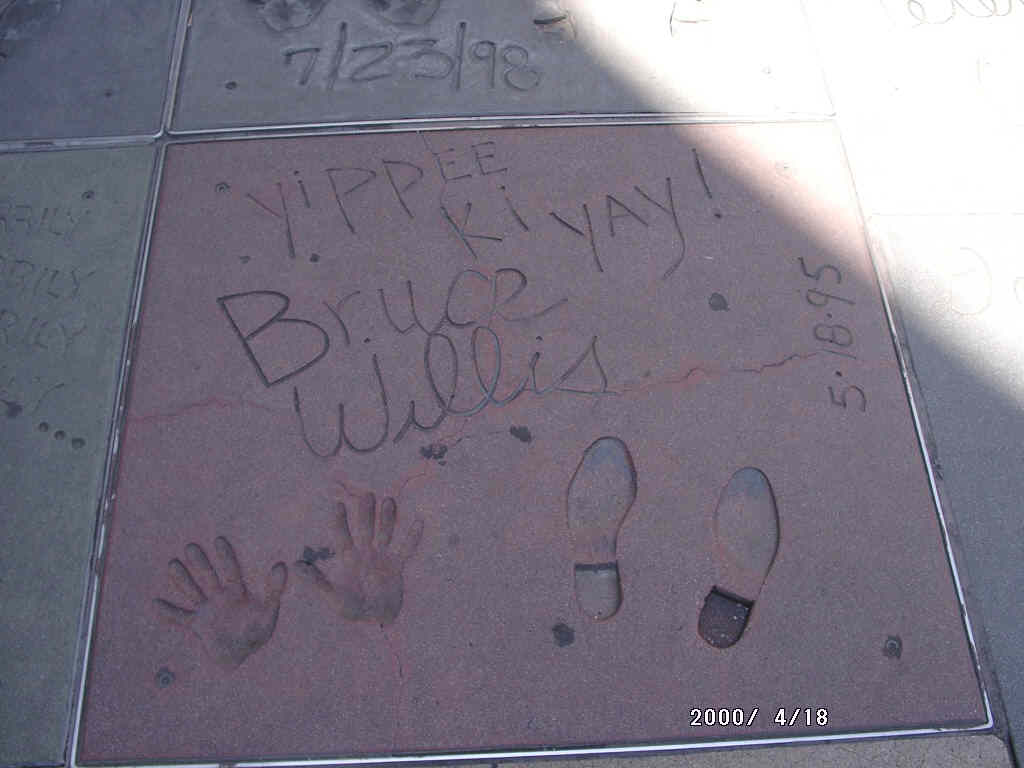 7/23/98
YiPPEE
Ki YAY!
Bruce
Willis
5·18·95
2000/ 4/18